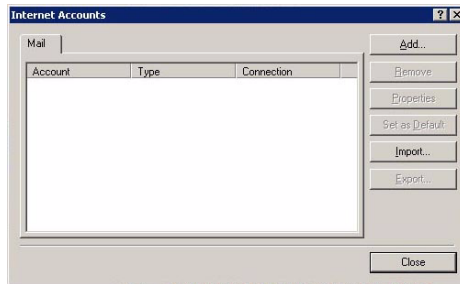 Internet Accounts
Mail
Account Type Connection
Add...
Remove
Properties
Set as Default
Import...
Export...
Close